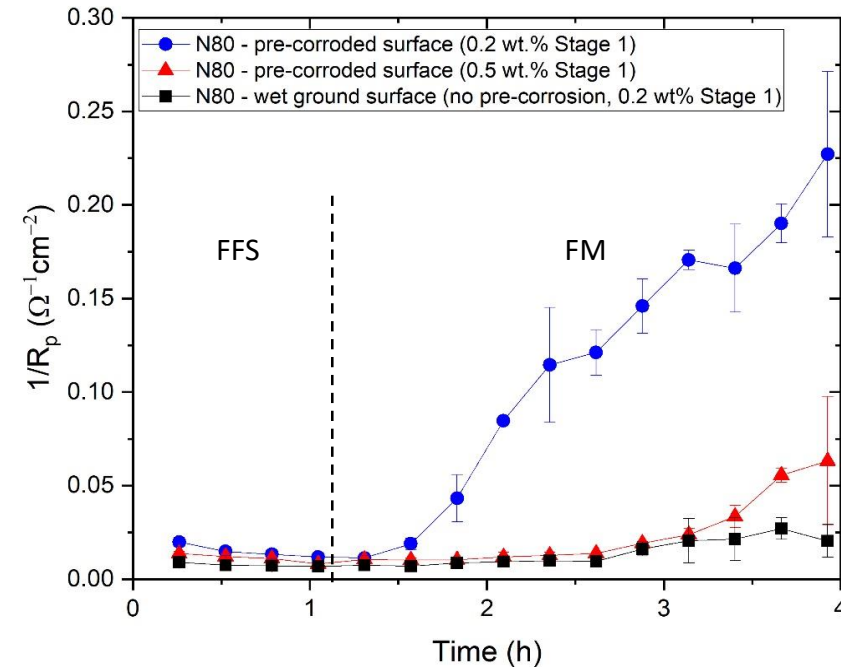 N80 - pre-corroded surface (0.2 wt.% Stage 1)
N80 - pre-corroded surface (0.5 wt.% Stage 1)
N80 - wet ground surface (no pre-corrosion, 0.2 wt% Stage 1)
0.30
0.25
0.20
0.15
0.10
0.05
0.00
1/Rₚ (Ω⁻¹cm⁻²)
FFS
FM
0 1 2 3 4
Time (h)